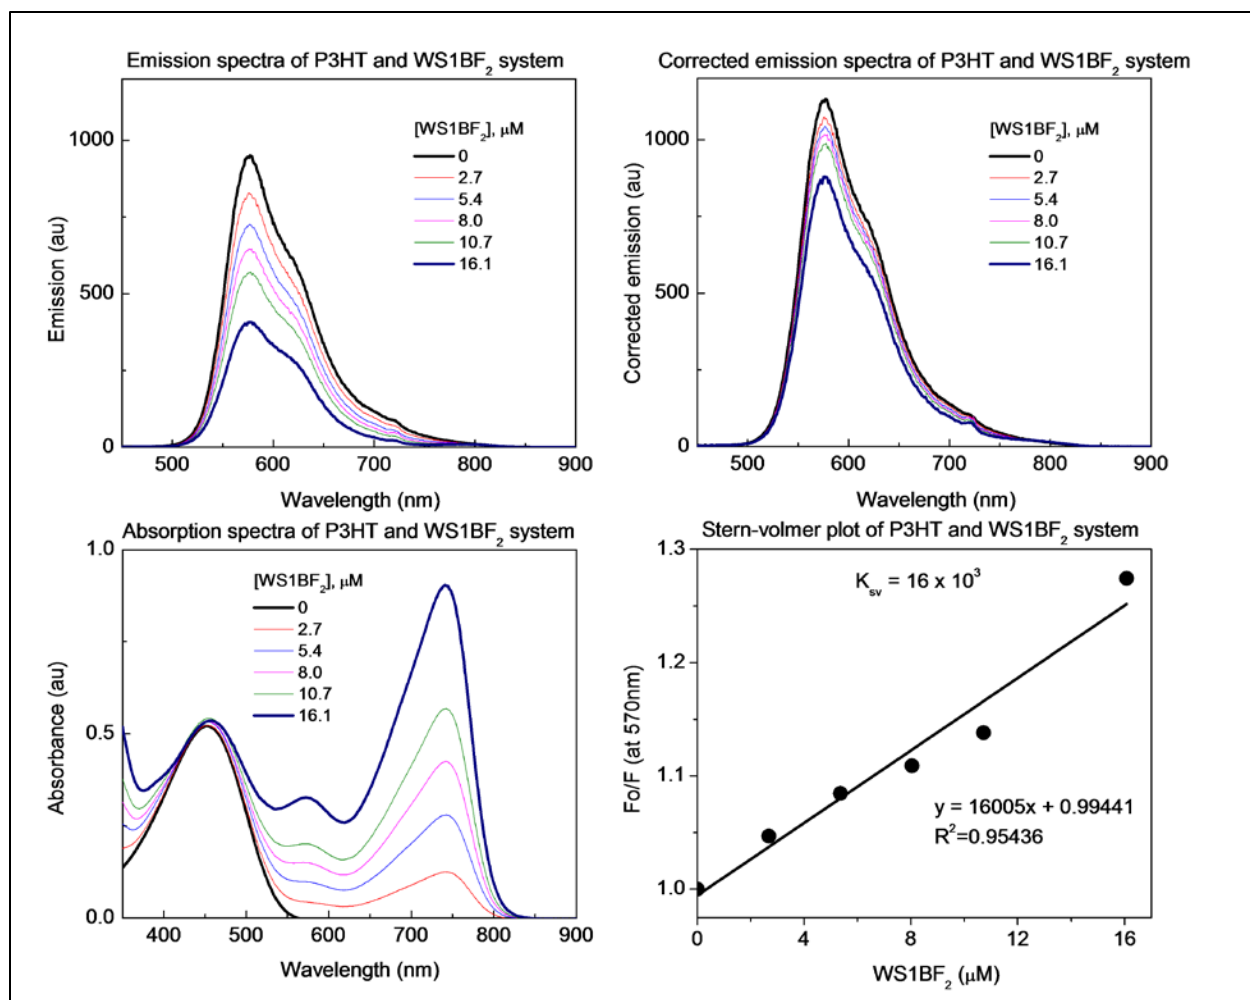 Emission spectra of P3HT and WS1BF₂ system
Emission (au)
1000
500
0
[WS1BF₂], μM
0
2.7
5.4
8.0
10.7
16.1
500 600 700 800 900
Wavelength (nm)
Corrected emission spectra of P3HT and WS1BF₂ system
Corrected emission (au)
1000
500
0
[WS1BF₂], μM
0
2.7
5.4
8.0
10.7
16.1
500 600 700 800 900
Wavelength (nm)
Absorption spectra of P3HT and WS1BF₂ system
Absorbance (au)
1.0
0.5
0.0
[WS1BF₂], μM
0
2.7
5.4
8.0
10.7
16.1
400 500 600 700 800 900
Wavelength (nm)
Stern-volmer plot of P3HT and WS1BF₂ system
Fo/F (at 570nm)
1.3
1.2
1.1
1.0
K_sv = 16 x 10³
y = 16005x + 0.99441
R²=0.95436
0 4 8 12 16
WS1BF₂ (μM)